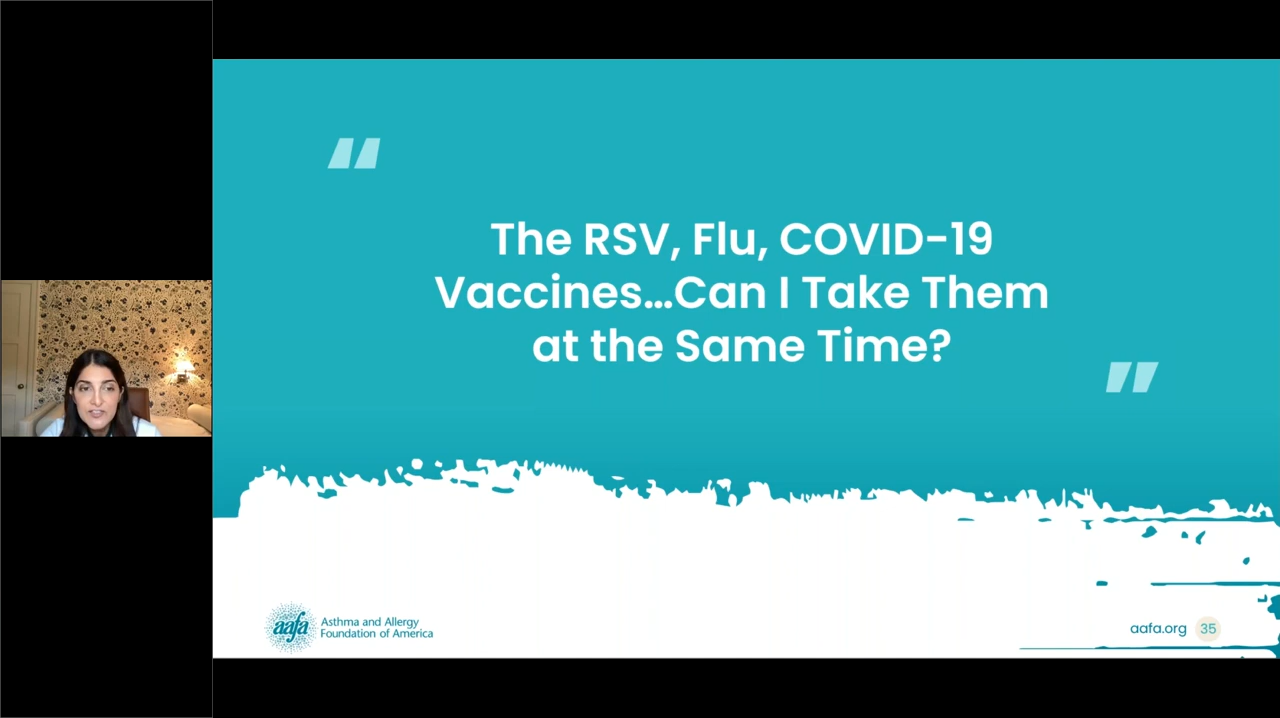 “
The RSV, Flu, COVID-19
Vaccines...Can I Take Them
at the Same Time?
”
aafa
Asthma and Allergy
Foundation of America
aafa.org 35